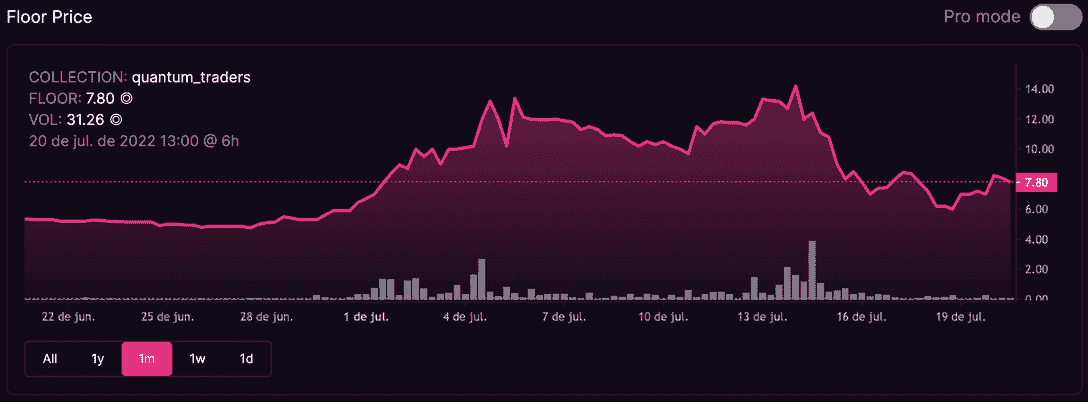 Floor Price
Pro mode
COLLECTION: quantum_traders
FLOOR: 7.80 ◎
VOL: 31.26 ◎
20 de jul. de 2022 13:00 @ 6h
14.00
12.00
10.00
7.80
6.00
4.00
2.00
0.00
22 de jun. 25 de jun. 28 de jun. 1 de jul. 4 de jul. 7 de jul. 10 de jul. 13 de jul. 16 de jul. 19 de jul.
All 1y 1m 1w 1d